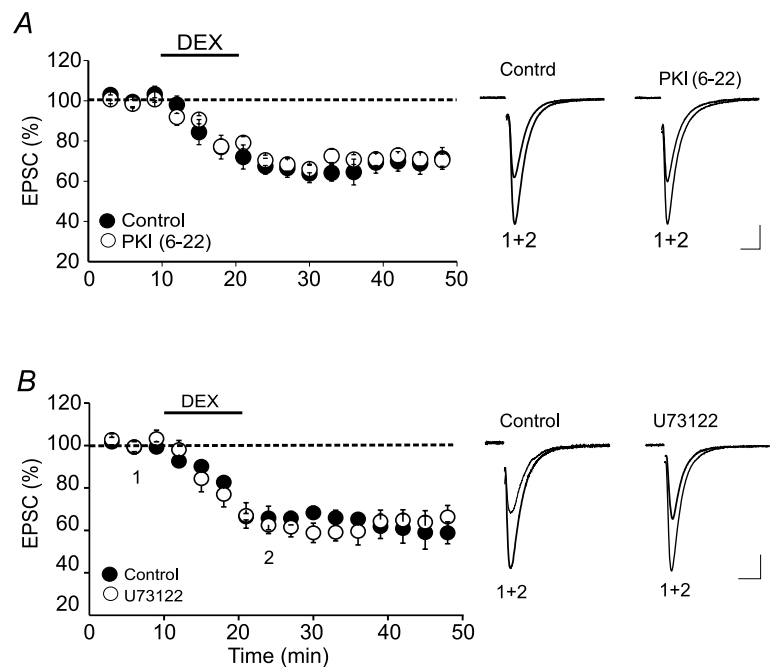 A
DEX
120
100
80
60
40
20
EPSC (%)
Control
PKI (6-22)
0 10 20 30 40 50
Contrd
PKI (6-22)
1+2
1+2
B
DEX
120
100
80
60
40
20
EPSC (%)
1
2
Control
U73122
0 10 20 30 40 50
Time (min)
Control
U73122
1+2
1+2